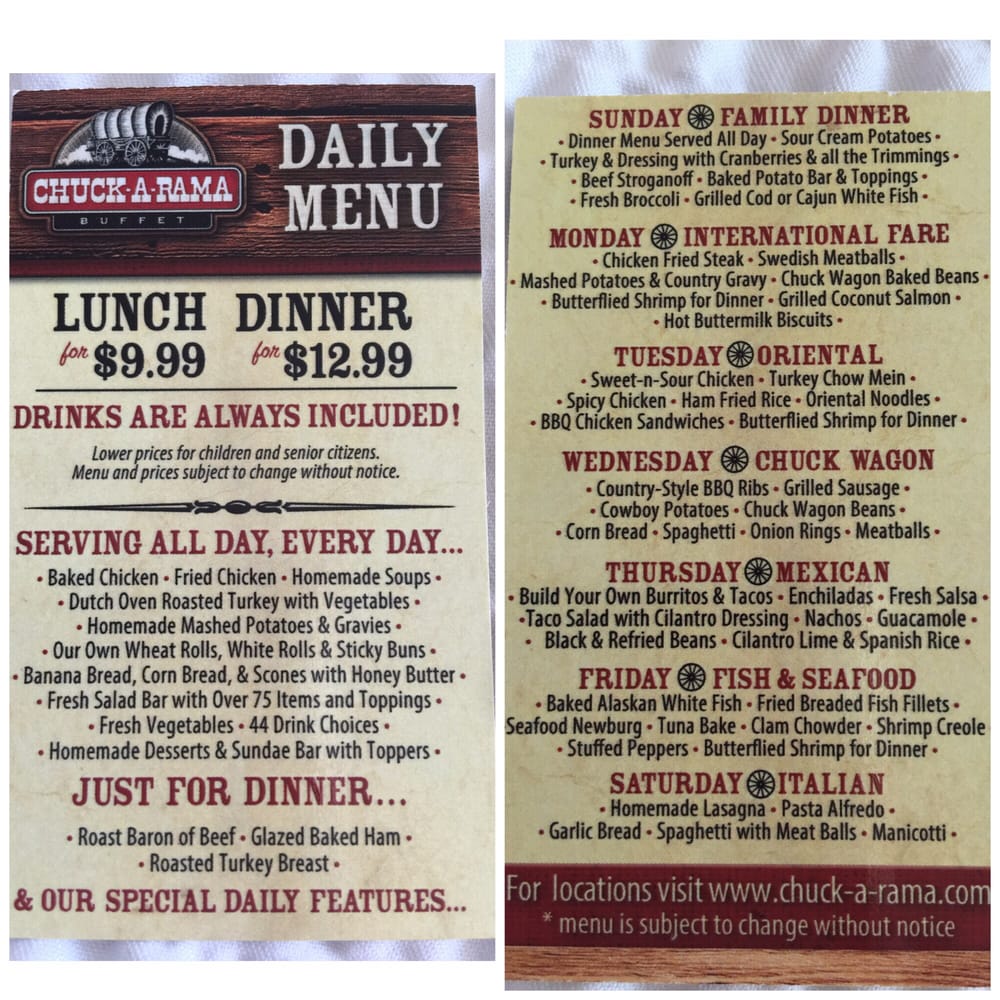 CHUCK-A-RAMA
BUFFET
DAILY
MENU
LUNCH
for $9.99
DINNER
for $12.99
DRINKS ARE ALWAYS INCLUDED!
Lower prices for children and senior citizens.
Menu and prices subject to change without notice.
SERVING ALL DAY, EVERY DAY...
• Baked Chicken • Fried Chicken • Homemade Soups •
• Dutch Oven Roasted Turkey with Vegetables •
• Homemade Mashed Potatoes & Gravies •
• Our Own Wheat Rolls, White Rolls & Sticky Buns •
• Banana Bread, Corn Bread, & Scones with Honey Butter •
• Fresh Salad Bar with Over 75 Items and Toppings •
• Fresh Vegetables • 44 Drink Choices •
• Homemade Desserts & Sundae Bar with Toppers •
JUST FOR DINNER...
• Roast Baron of Beef • Glazed Baked Ham •
• Roasted Turkey Breast •
& OUR SPECIAL DAILY FEATURES...
SUNDAY FAMILY DINNER
• Dinner Menu Served All Day • Sour Cream Potatoes •
• Turkey & Dressing with Cranberries & all the Trimmings •
• Beef Stroganoff • Baked Potato Bar & Toppings •
• Fresh Broccoli • Grilled Cod or Cajun White Fish •
MONDAY INTERNATIONAL FARE
• Chicken Fried Steak • Swedish Meatballs •
• Mashed Potatoes & Country Gravy • Chuck Wagon Baked Beans •
• Butterflied Shrimp for Dinner • Grilled Coconut Salmon •
• Hot Buttermilk Biscuits •
TUESDAY ORIENTAL
• Sweet-n-Sour Chicken • Turkey Chow Mein •
• Spicy Chicken • Ham Fried Rice • Oriental Noodles •
• BBQ Chicken Sandwiches • Butterflied Shrimp for Dinner •
WEDNESDAY CHUCK WAGON
• Country-Style BBQ Ribs • Grilled Sausage •
• Cowboy Potatoes • Chuck Wagon Beans •
• Corn Bread • Spaghetti • Onion Rings • Meatballs •
THURSDAY MEXICAN
• Build Your Own Burritos & Tacos • Enchiladas • Fresh Salsa •
• Taco Salad with Cilantro Dressing • Nachos • Guacamole •
• Black & Refried Beans • Cilantro Lime & Spanish Rice •
FRIDAY FISH & SEAFOOD
• Baked Alaskan White Fish • Fried Breaded Fish Fillets •
Seafood Newburg • Tuna Bake • Clam Chowder • Shrimp Creole
• Stuffed Peppers • Butterflied Shrimp for Dinner •
SATURDAY ITALIAN
• Homemade Lasagna • Pasta Alfredo •
• Garlic Bread • Spaghetti with Meat Balls • Manicotti •
For locations visit www.chuck-a-rama.com
* menu is subject to change without notice